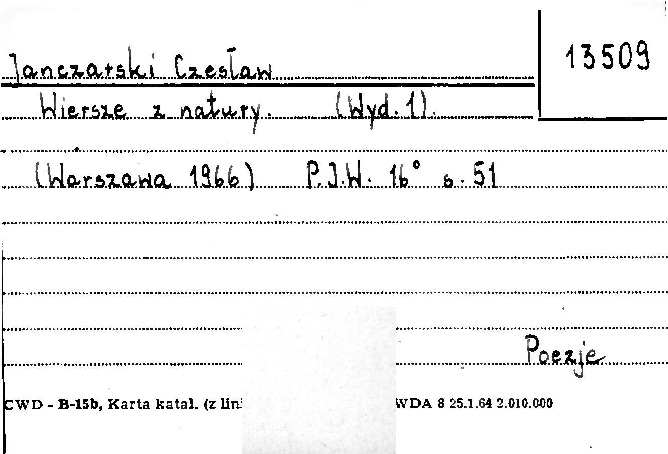 13509
Janczarski Czesław
Wiersze z natury. (Wyd. 1).
(Warszawa 1966) P.I.W. 16° s. 51
Poezje
CWD - B-15b, Karta katal. (z lini WDA 8 25.1.64 2.010.000